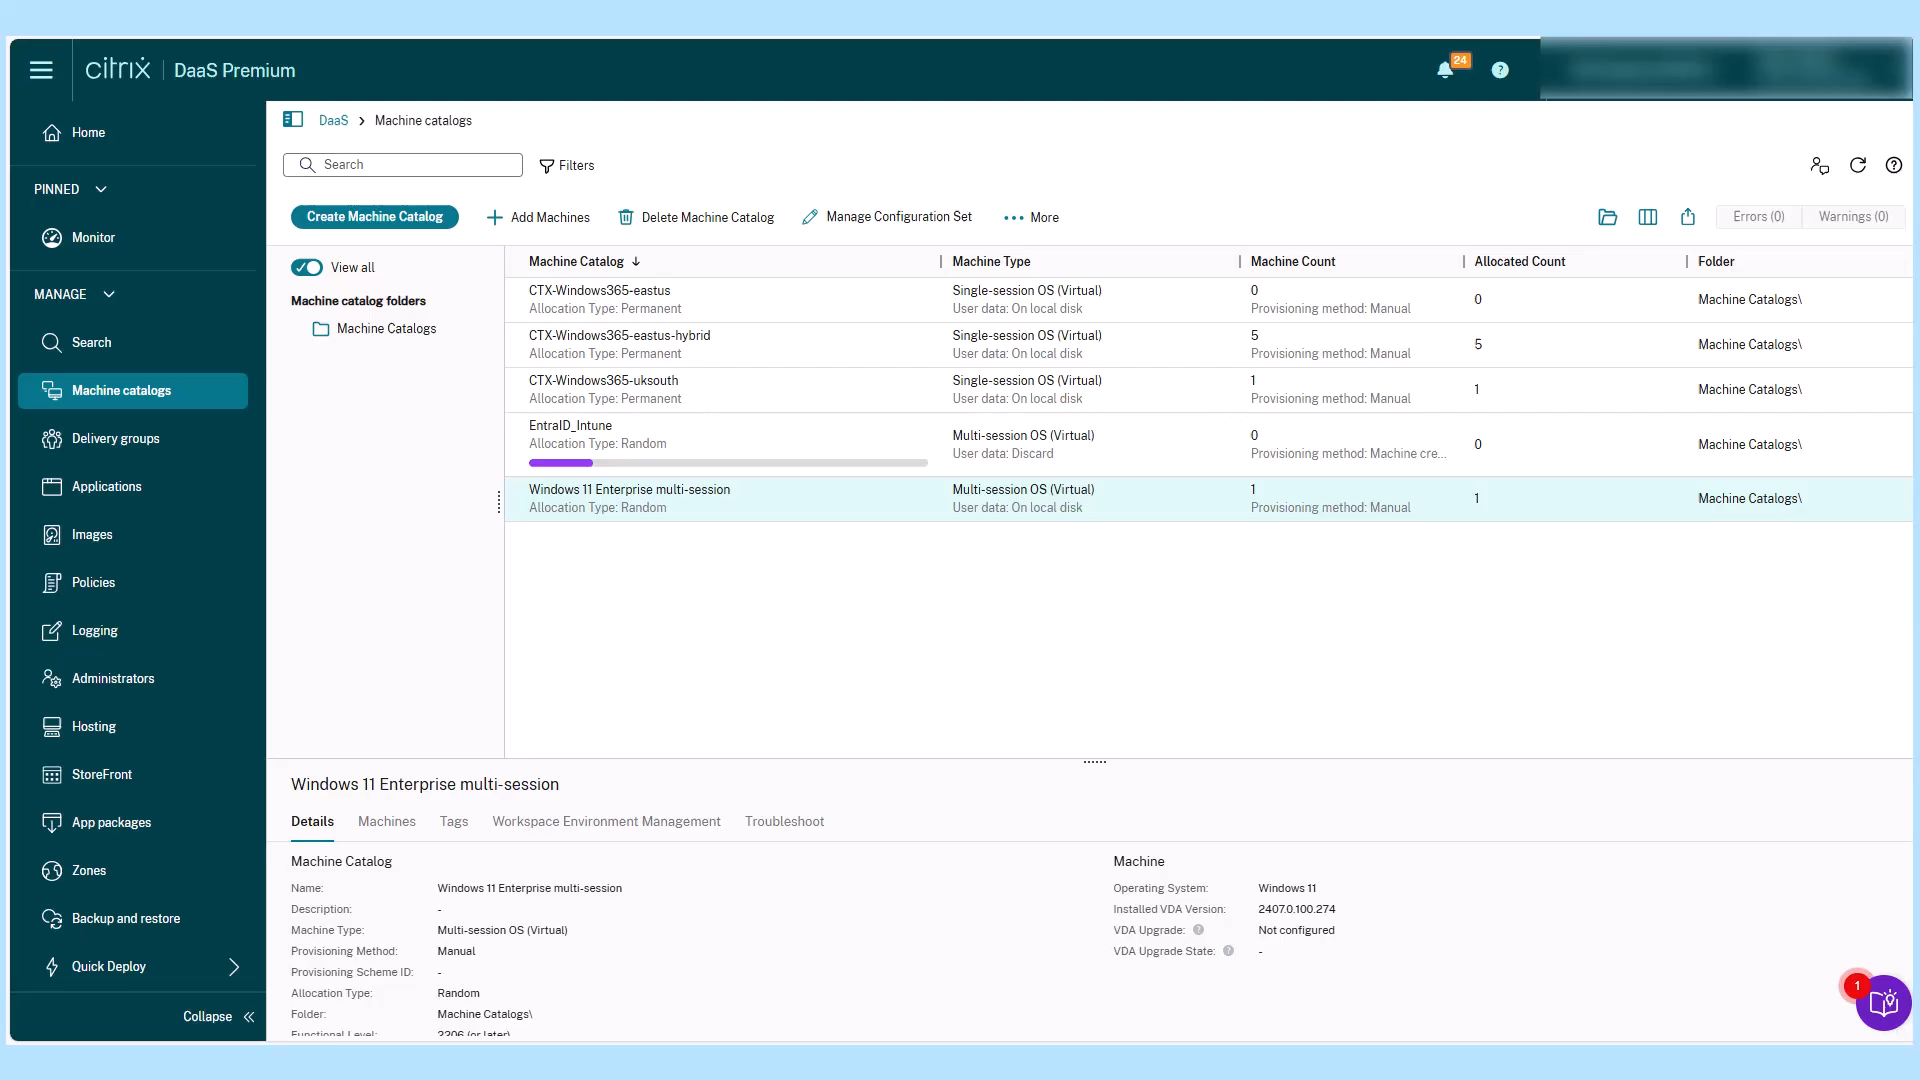 citrix DaaS Premium
24
?
Home
PINNED
Monitor
MANAGE
Search
Machine catalogs
Delivery groups
Applications
Images
Policies
Logging
Administrators
Hosting
StoreFront
App packages
Zones
Backup and restore
Quick Deploy
Collapse
DaaS > Machine catalogs
Search
Filters
Create Machine Catalog
Add Machines
Delete Machine Catalog
Manage Configuration Set
More
Errors (0)
Warnings (0)
View all
Machine catalog folders
Machine Catalogs
Machine Catalog Machine Type Machine Count Allocated Count Folder
CTX-Windows365-eastus Single-session OS (Virtual) 0
Allocation Type: Permanent User data: On local disk Provisioning method: Manual 0 Machine Catalogs\
CTX-Windows365-eastus-hybrid Single-session OS (Virtual) 5
Allocation Type: Permanent User data: On local disk Provisioning method: Manual 5 Machine Catalogs\
CTX-Windows365-uksouth Single-session OS (Virtual) 1
Allocation Type: Permanent User data: On local disk Provisioning method: Manual 1 Machine Catalogs\
EntraID_Intune Multi-session OS (Virtual) 0
Allocation Type: Random User data: Discard Provisioning method: Machine cre... 0 Machine Catalogs\
Windows 11 Enterprise multi-session Multi-session OS (Virtual) 1
Allocation Type: Random User data: On local disk Provisioning method: Manual 1 Machine Catalogs\
Windows 11 Enterprise multi-session
Details Machines Tags Workspace Environment Management Troubleshoot
Machine Catalog
Name: Windows 11 Enterprise multi-session
Description: -
Machine Type: Multi-session OS (Virtual)
Provisioning Method: Manual
Provisioning Scheme ID: -
Allocation Type: Random
Folder: Machine Catalogs\
Functional Level: 2206 (or later)
Machine
Operating System: Windows 11
Installed VDA Version: 2407.0.100.274
VDA Upgrade: ? Not configured
VDA Upgrade State: ? -
1